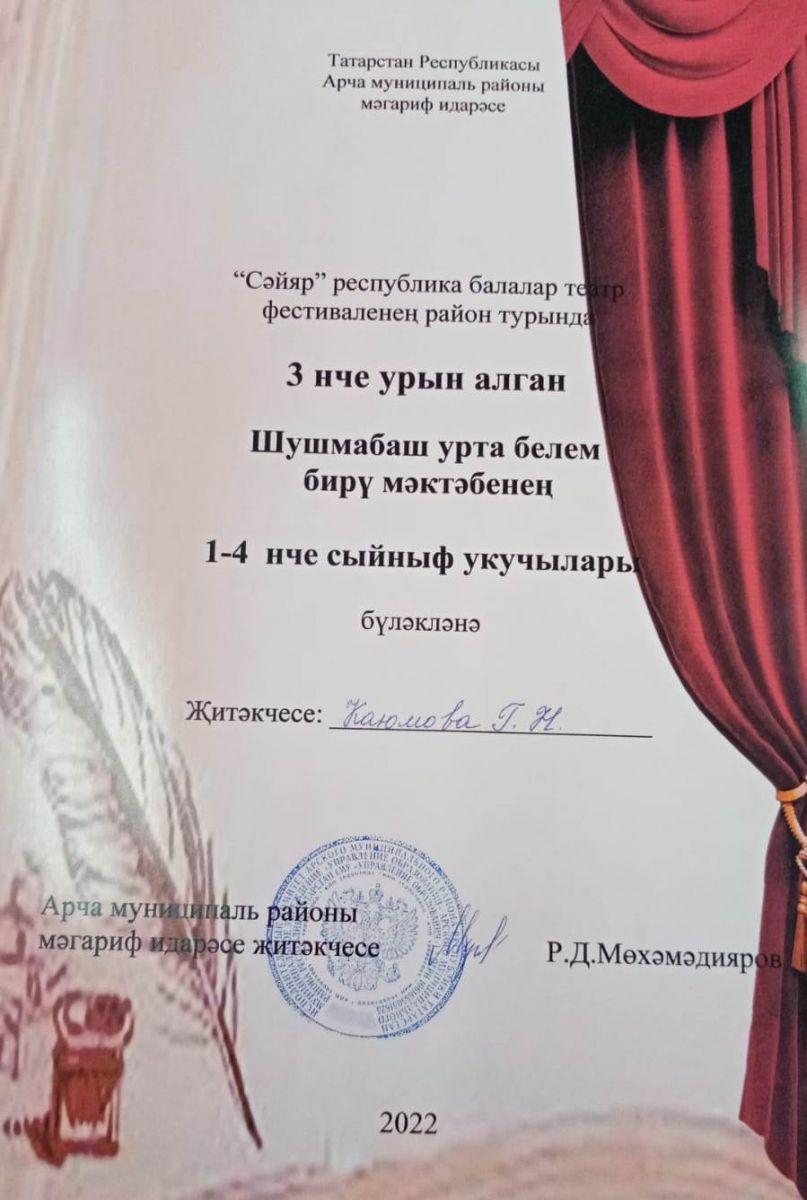 Татарстан Республикасы
Арча муниципаль районы
мәгариф идарәсе
“Сәйяр” республика балалар театр
фестиваленең район турында
3 нче урын алган
Шушмабаш урта белем
бирү мәктәбенең
1-4 нче сыйныф укучылары
бүләкләнә
Җитәкчесе: Каюмова Г. Н.
Арча муниципаль районы
мәгариф идарәсе җитәкчесе
Р.Д.Мөхәмәдияров
2022